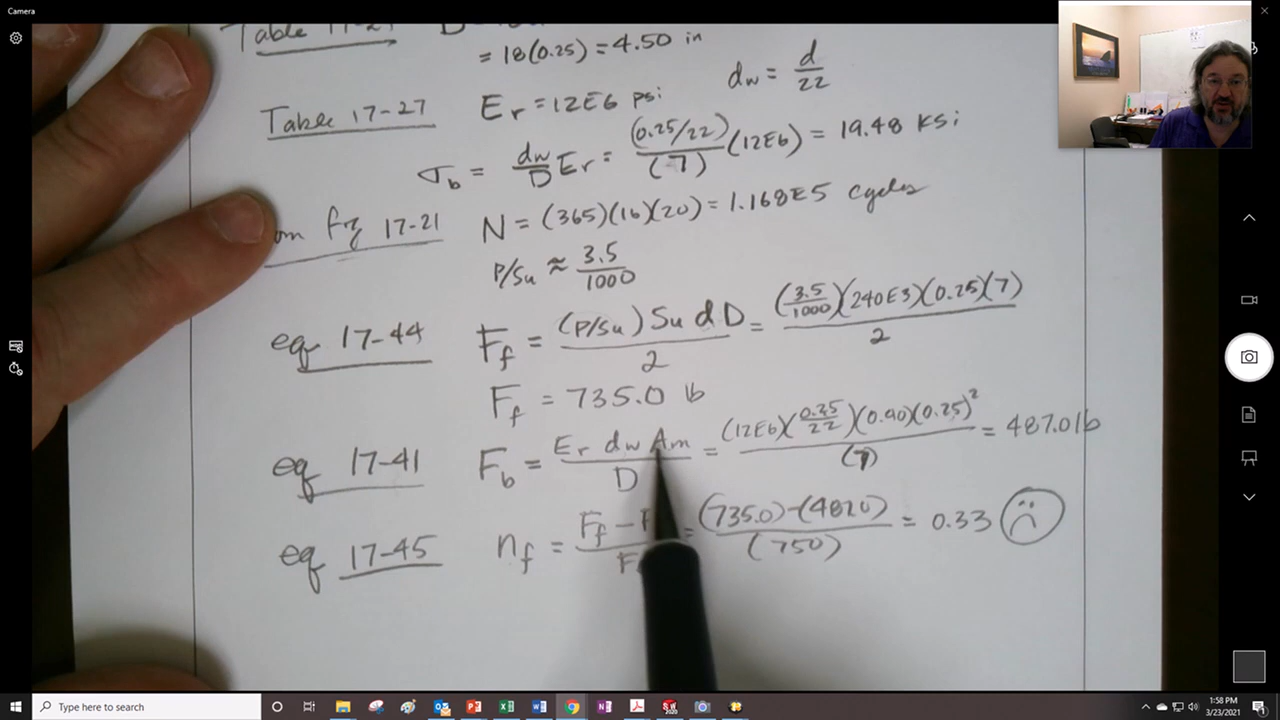 Camera
Table 17-27 D
= 18(0.25) = 4.50 in
Table 17-27 Er = 12E6 psi dw = d/22
σb = dw/D Er = (0.25/22)/(7) (12E6) = 19.48 ksi
fig 17-21 N = (365)(16)(20) = 1.168E5 cycles
P/Su ≈ 3.5/1000
eq 17-44 Ff = (P/Su) Su d D / 2 = (3.5/1000)(240E3)(0.25)(7) / 2
Ff = 735.0 lb
eq 17-41 Fb = Er dw Am / D = (12E6)(0.25/22)(0.40)(0.25)² / (7) = 487.0 lb
eq 17-45 nf = Ff - F / F = (735.0)-(4870) / (750) = 0.33
Type here to search
1:58 PM
3/23/2021